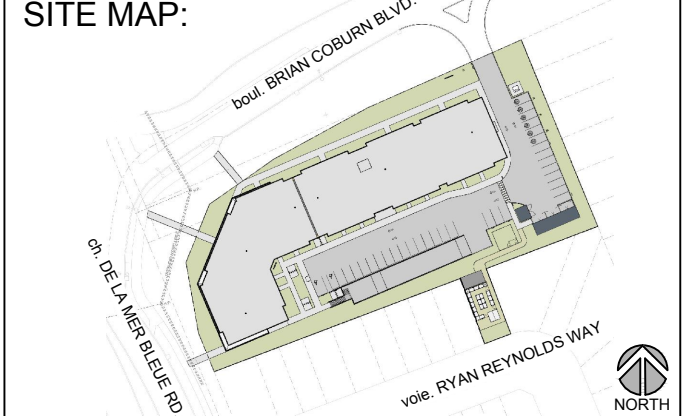 SITE MAP:
boul. BRIAN COBURN BLVD.
ch. DE LA MER BLEUE RD
voie. RYAN REYNOLDS WAY
NORTH